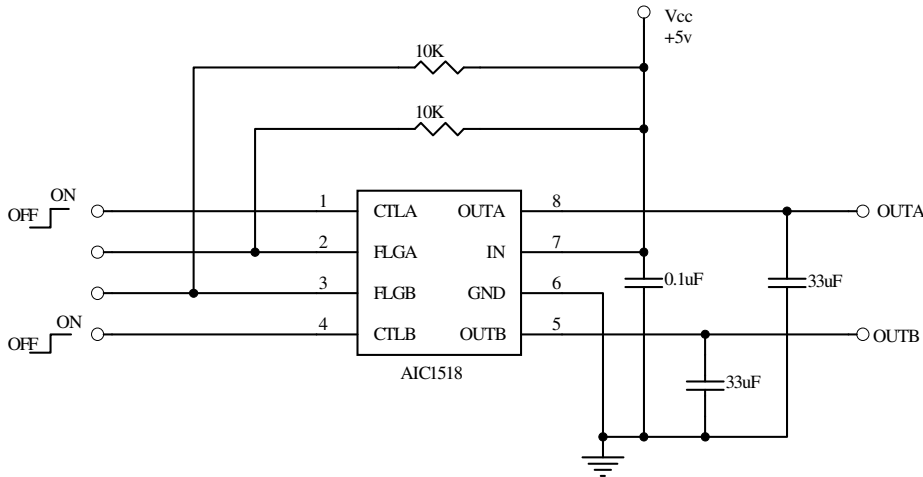 Vcc
+5v
10K
10K
ON
OFF
1
CTLA
OUTA
8
OUTA
2
FLGA
IN
7
3
FLGB
GND
6
0.1uF
33uF
ON
OFF
4
CTLB
OUTB
5
OUTB
AIC1518
33uF